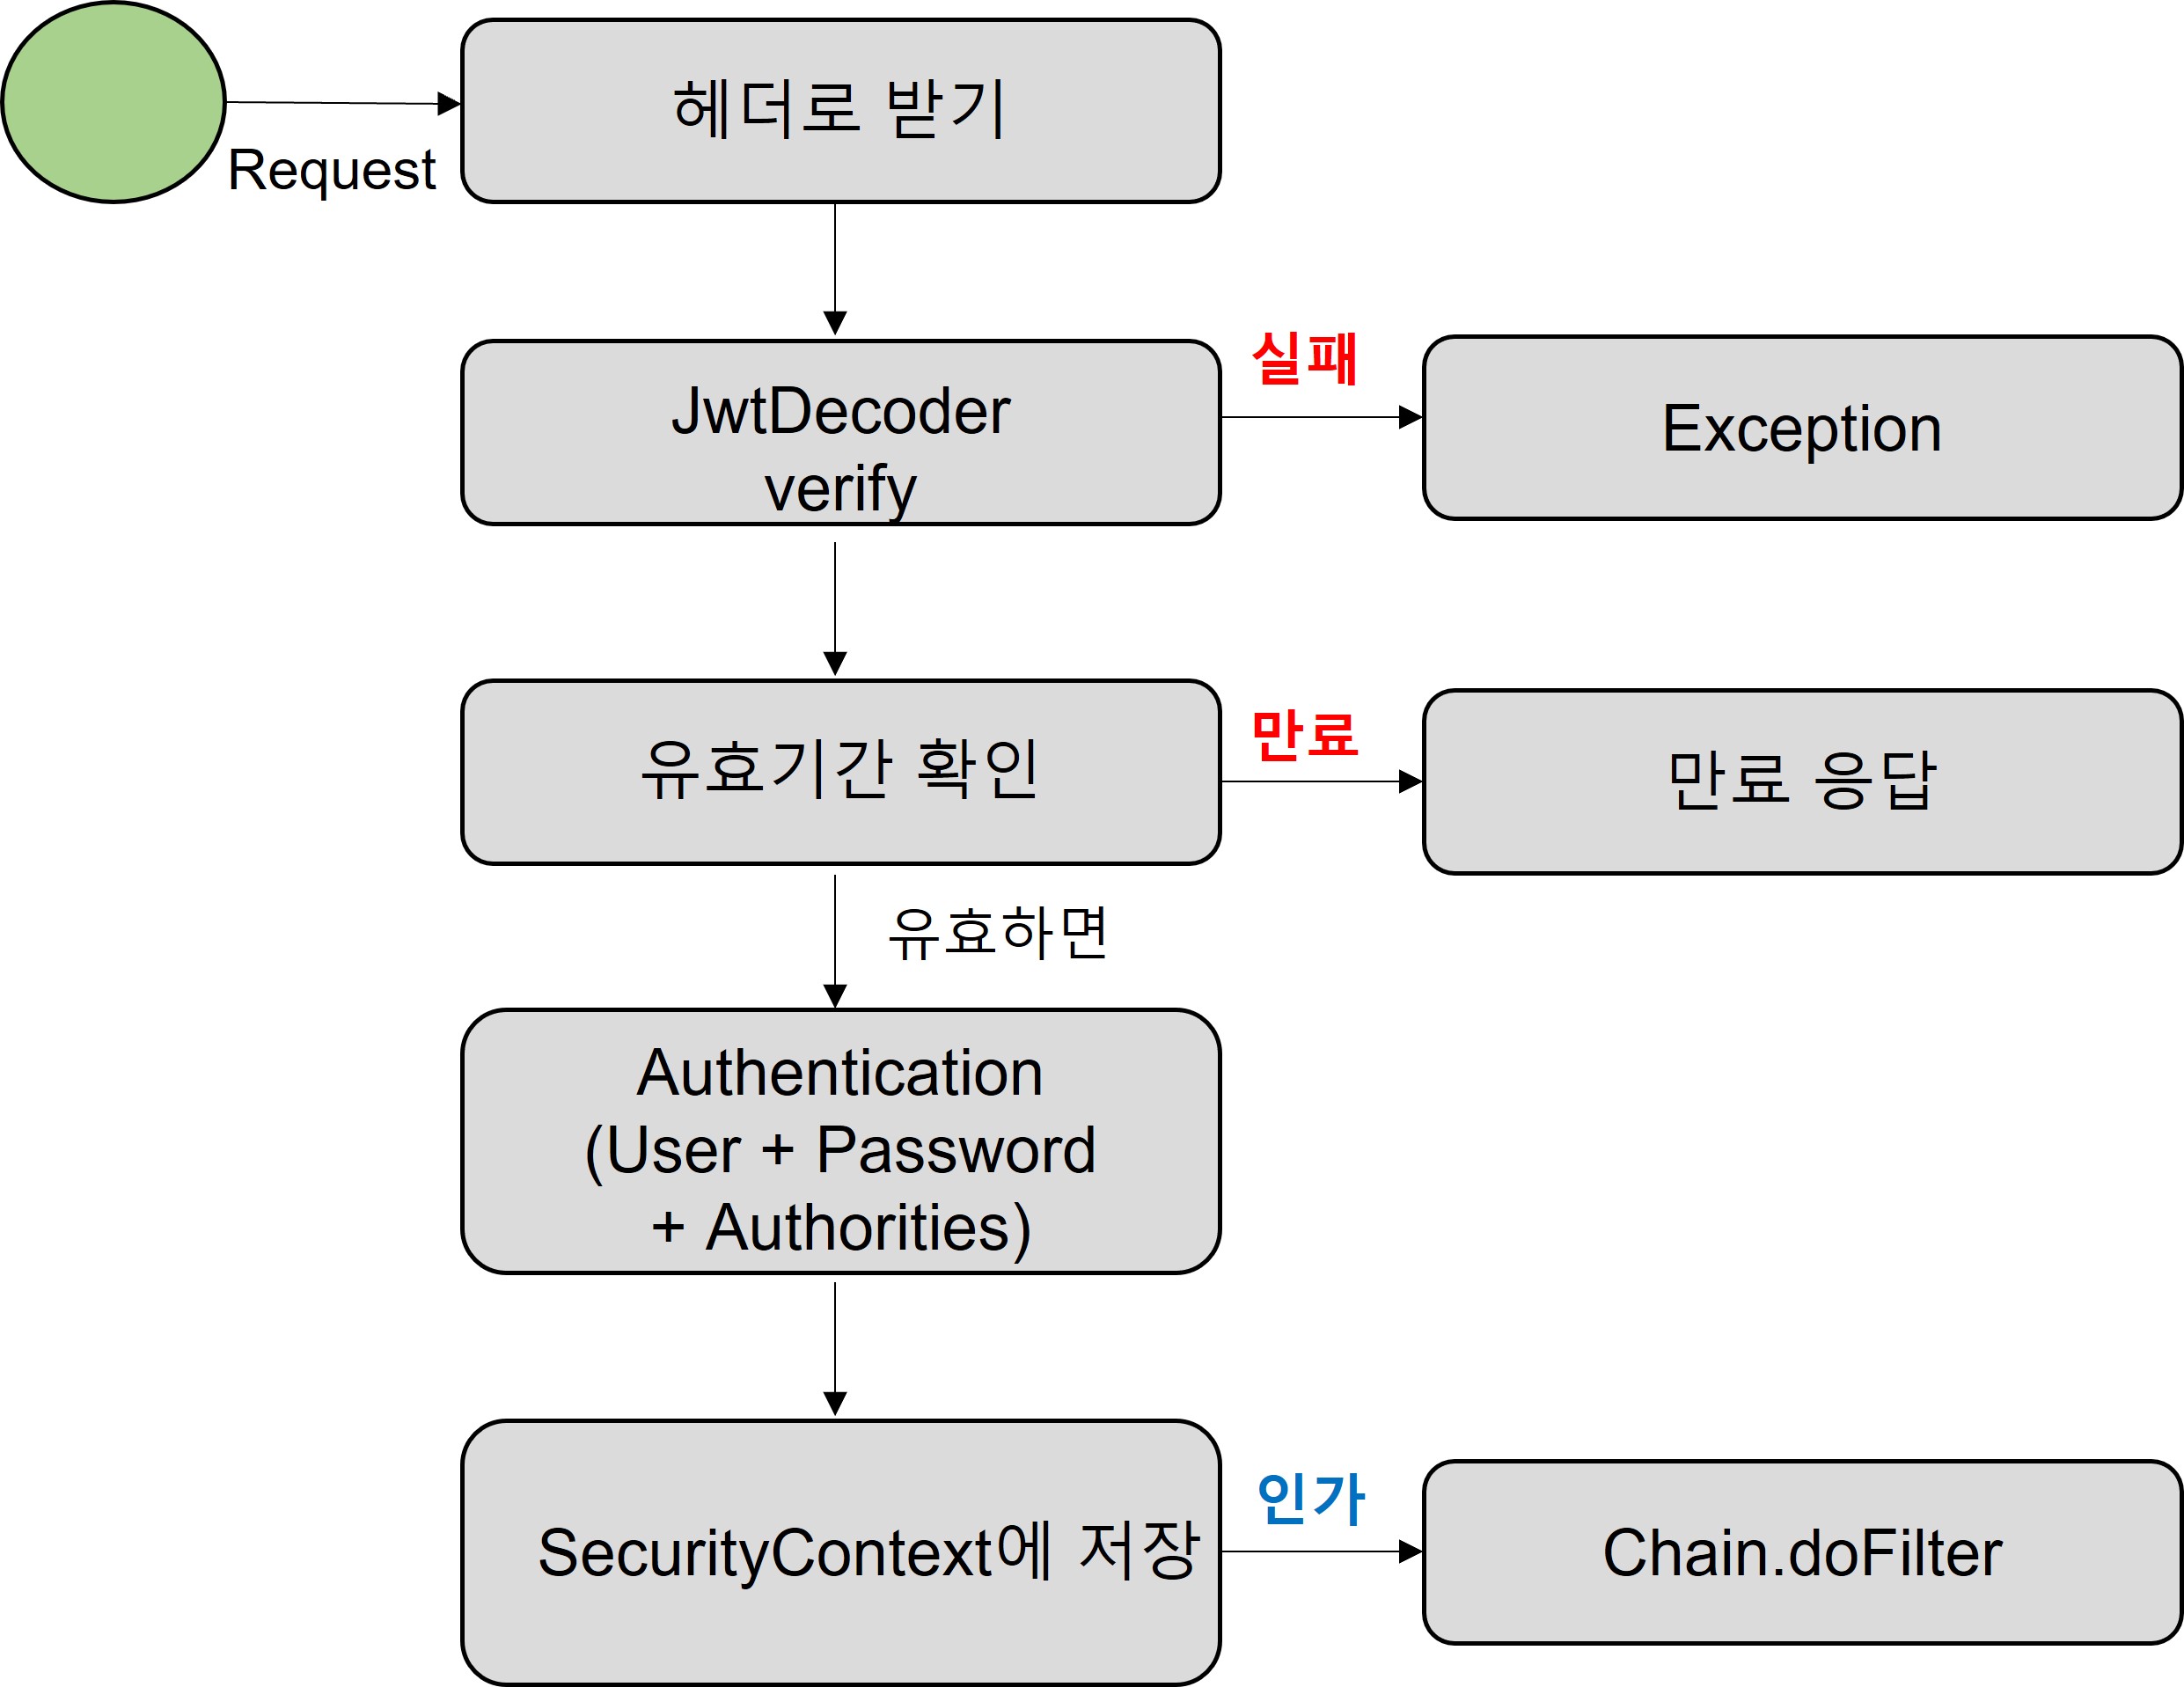 헤더로 받기
Request
JwtDecoder
verify
실패
Exception
유효기간 확인
만료
만료 응답
유효하면
Authentication
(User + Password
+ Authorities)
SecurityContext에 저장
인가
Chain.doFilter